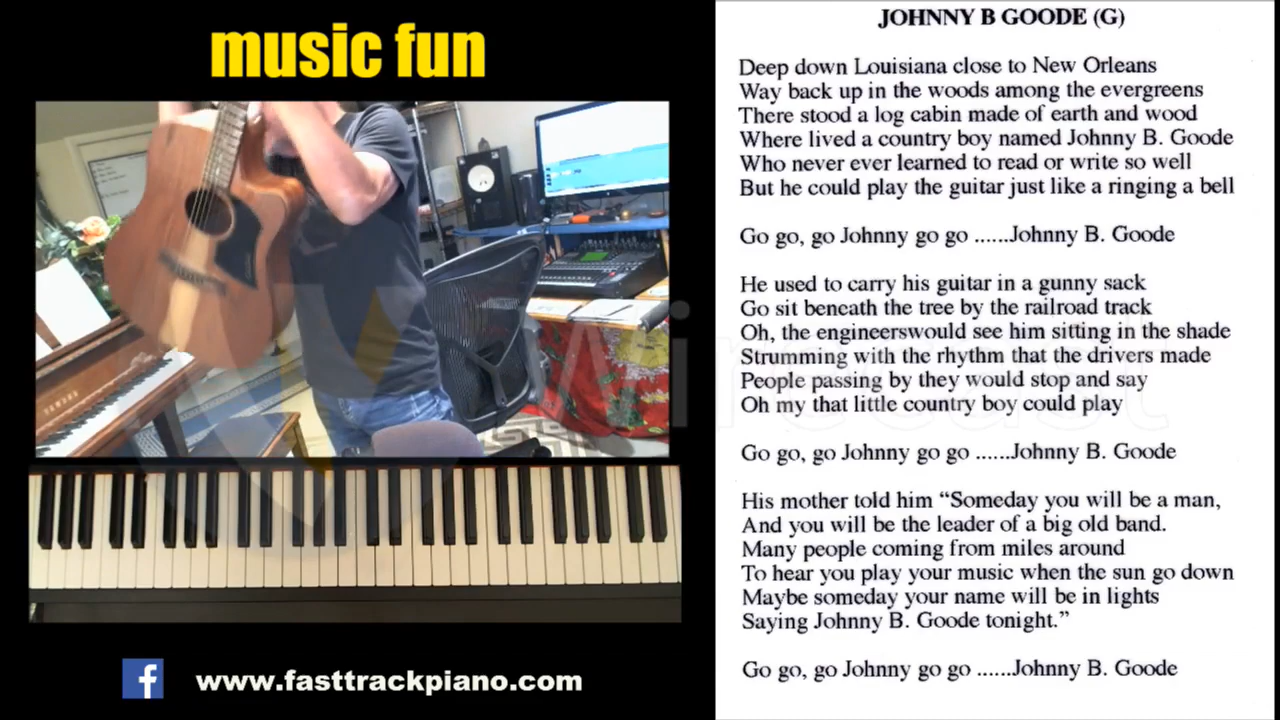 music fun
JOHNNY B GOODE (G)
Deep down Louisiana close to New Orleans
Way back up in the woods among the evergreens
There stood a log cabin made of earth and wood
Where lived a country boy named Johnny B. Goode
Who never ever learned to read or write so well
But he could play the guitar just like a ringing a bell
Go go, go Johnny go go ......Johnny B. Goode
He used to carry his guitar in a gunny sack
Go sit beneath the tree by the railroad track
Oh, the engineerswould see him sitting in the shade
Strumming with the rhythm that the drivers made
People passing by they would stop and say
Oh my that little country boy could play
Go go, go Johnny go go ......Johnny B. Goode
His mother told him “Someday you will be a man,
And you will be the leader of a big old band.
Many people coming from miles around
To hear you play your music when the sun go down
Maybe someday your name will be in lights
Saying Johnny B. Goode tonight.”
Go go, go Johnny go go ......Johnny B. Goode
Wirecast
f www.fasttrackpiano.com